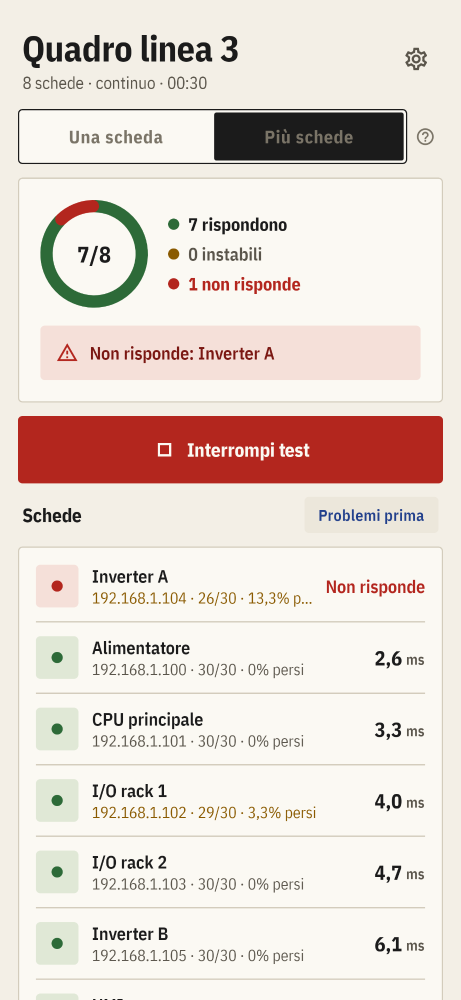 Quadro linea 3
8 schede · continuo · 00:30
Una scheda
Più schede
7/8
7 rispondono
0 instabili
1 non risponde
Non risponde: Inverter A
Interrompi test
Schede
Problemi prima
Inverter A
192.168.1.104 · 26/30 · 13,3% p...
Non risponde
Alimentatore
192.168.1.100 · 30/30 · 0% persi
2,6 ms
CPU principale
192.168.1.101 · 30/30 · 0% persi
3,3 ms
I/O rack 1
192.168.1.102 · 29/30 · 3,3% persi
4,0 ms
I/O rack 2
192.168.1.103 · 30/30 · 0% persi
4,7 ms
Inverter B
192.168.1.105 · 30/30 · 0% persi
6,1 ms